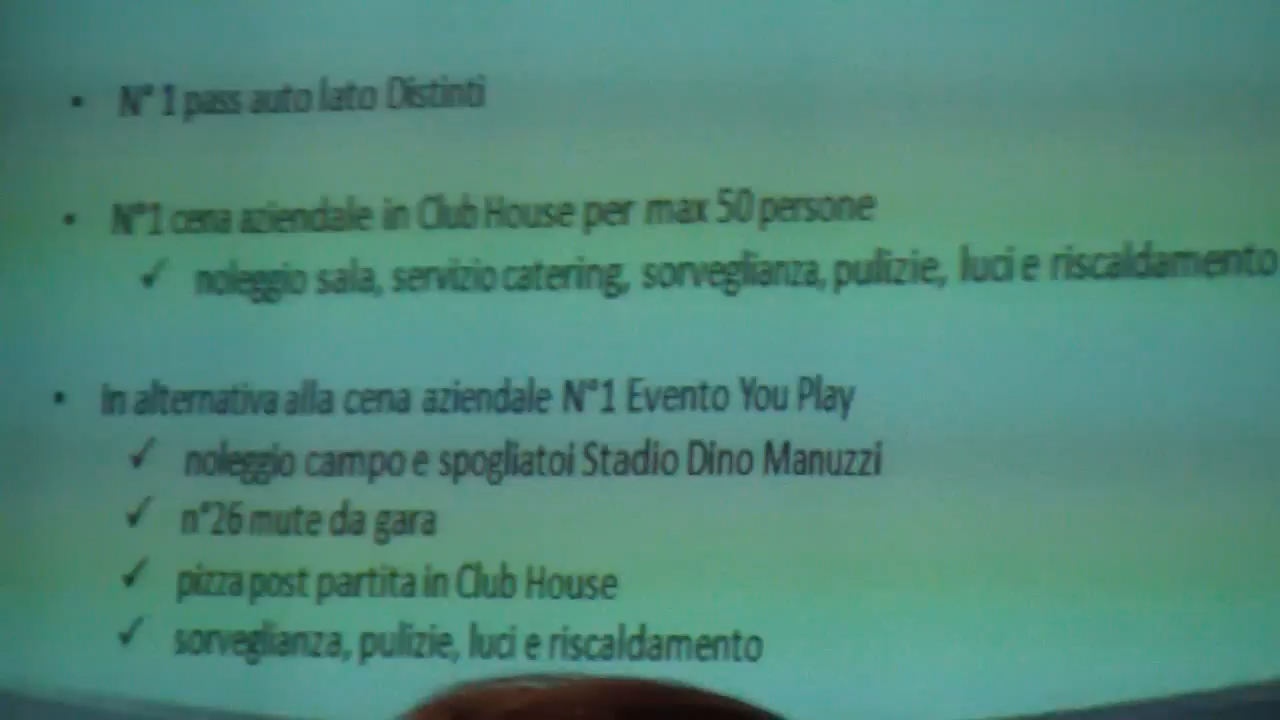 • N° 1 pass auto lato Distinti
• N°1 cena aziendale in Club House per max 50 persone
✓ noleggio sala, servizio catering, sorveglianza, pulizie, luci e riscaldamento
• In alternativa alla cena aziendale N°1 Evento You Play
✓ noleggio campo e spogliatoi Stadio Dino Manuzzi
✓ n°26 mute da gara
✓ pizza post partita in Club House
✓ sorveglianza, pulizie, luci e riscaldamento